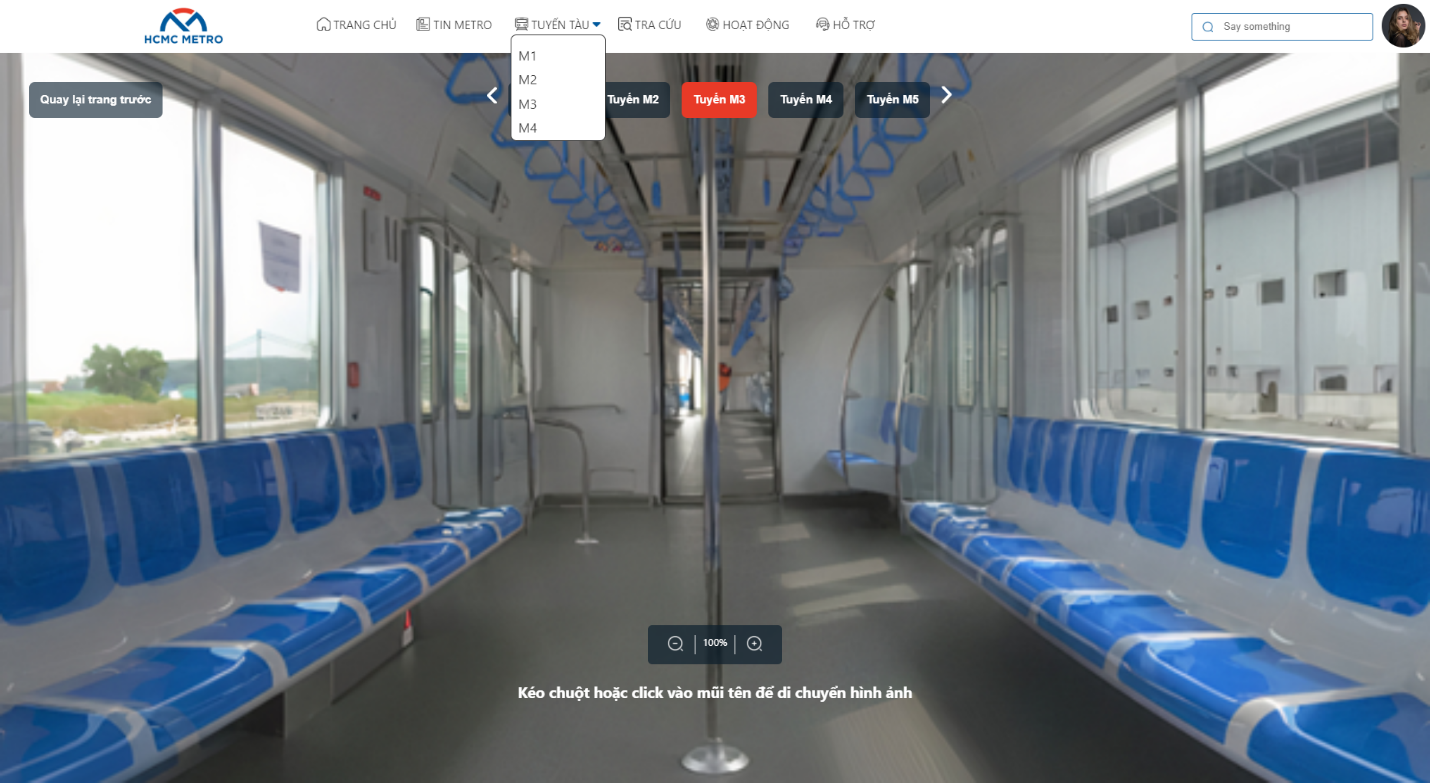 HCMC METRO
TRANG CHỦ
TIN METRO
TUYẾN TÀU
TRA CỨU
HOẠT ĐỘNG
HỖ TRỢ
Say something
M1
M2
M3
M4
Quay lại trang trước
Tuyến M2
Tuyến M3
Tuyến M4
Tuyến M5
100%
Kéo chuột hoặc click vào mũi tên để di chuyển hình ảnh